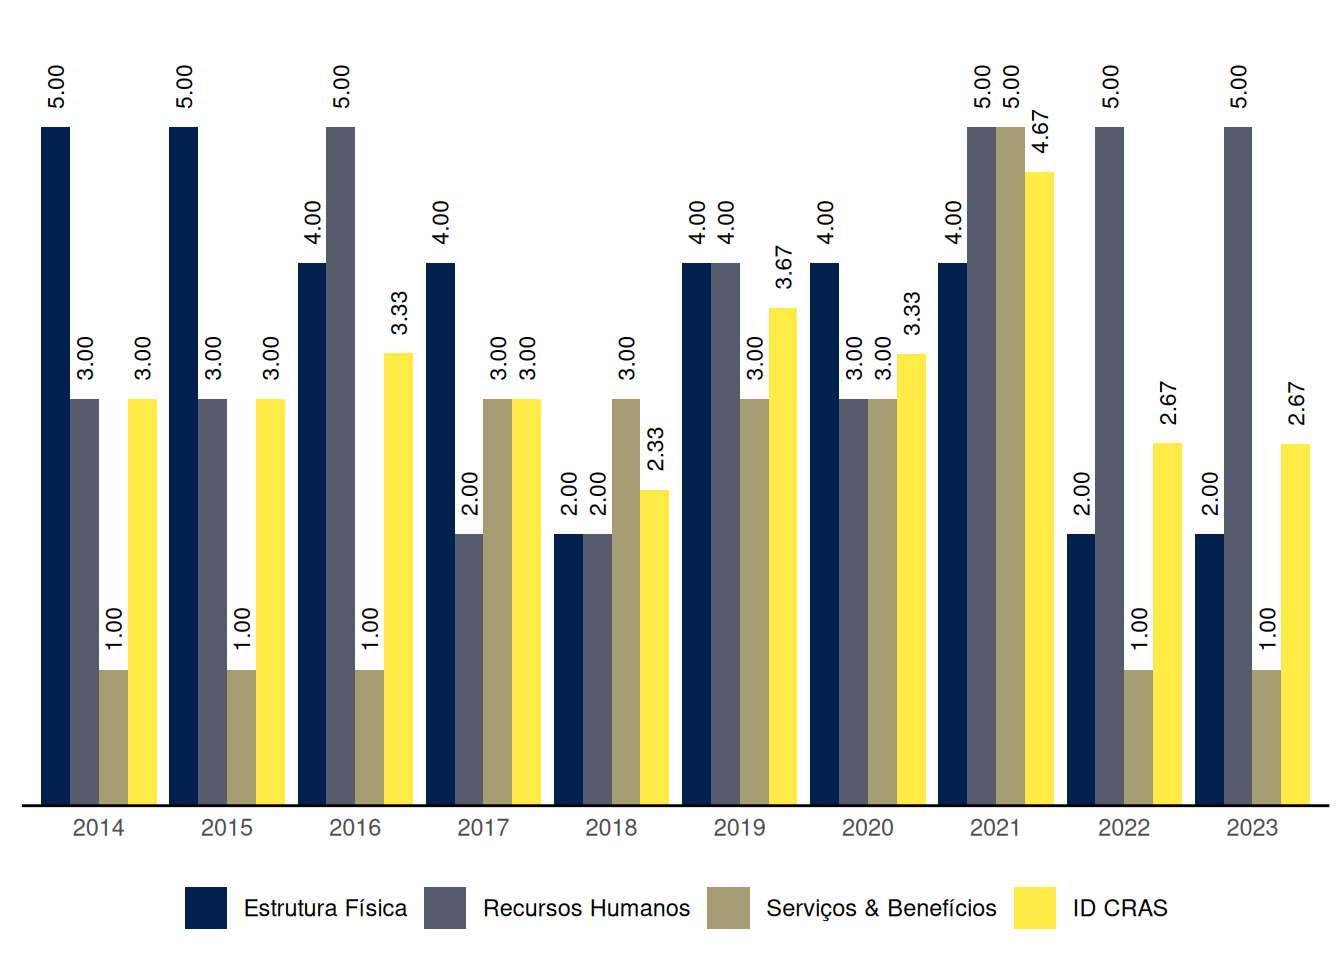 5.00 3.00 1.00 3.00 5.00 3.00 1.00 3.00 4.00 5.00 1.00 3.33 4.00 2.00 3.00 3.00 2.00 2.00 3.00 2.33 4.00 4.00 3.00 3.67 4.00 3.00 3.00 3.33 4.00 5.00 5.00 4.67 2.00 5.00 1.00 2.67 2.00 5.00 1.00 2.67
2014 2015 2016 2017 2018 2019 2020 2021 2022 2023
Estrutura Física Recursos Humanos Serviços & Benefícios ID CRAS